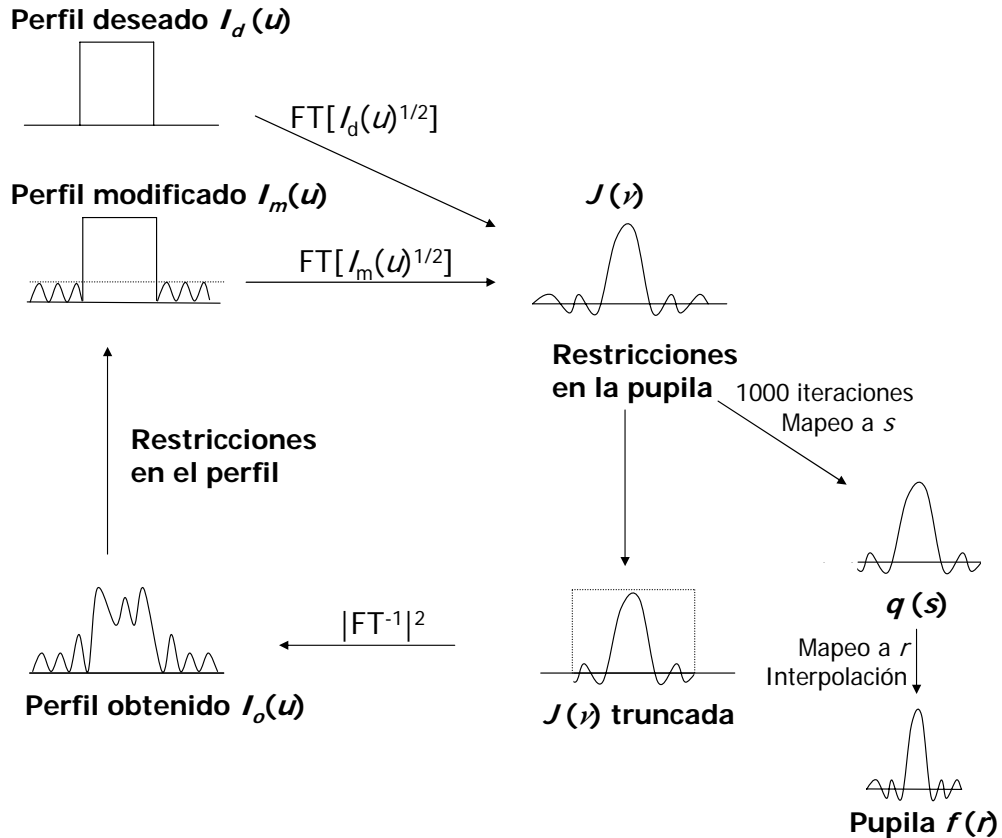 Perfil deseado I_d(u)
FT[I_d(u)^{1/2}]
Perfil modificado I_m(u)
J(ν)
FT[I_m(u)^{1/2}]
Restricciones
en la pupila
1000 iteraciones
Mapeo a s
Restricciones
en el perfil
q(s)
|FT^{-1}|^2
Mapeo a r
Interpolación
Perfil obtenido I_o(u)
J(ν) truncada
Pupila f(r)